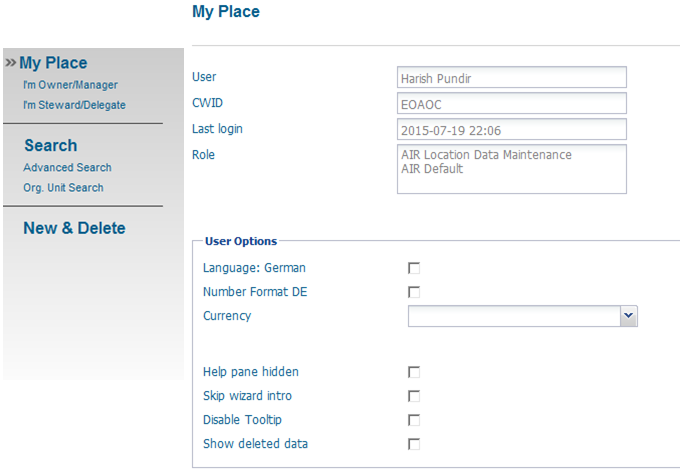 My Place
My Place
I'm Owner/Manager
I'm Steward/Delegate
Search
Advanced Search
Org. Unit Search
New & Delete
User
Harish Pundir
CWID
EOAOC
Last login
2015-07-19 22:06
Role
AIR Location Data Maintenance
AIR Default
User Options
Language: German
Number Format DE
Currency
Help pane hidden
Skip wizard intro
Disable Tooltip
Show deleted data